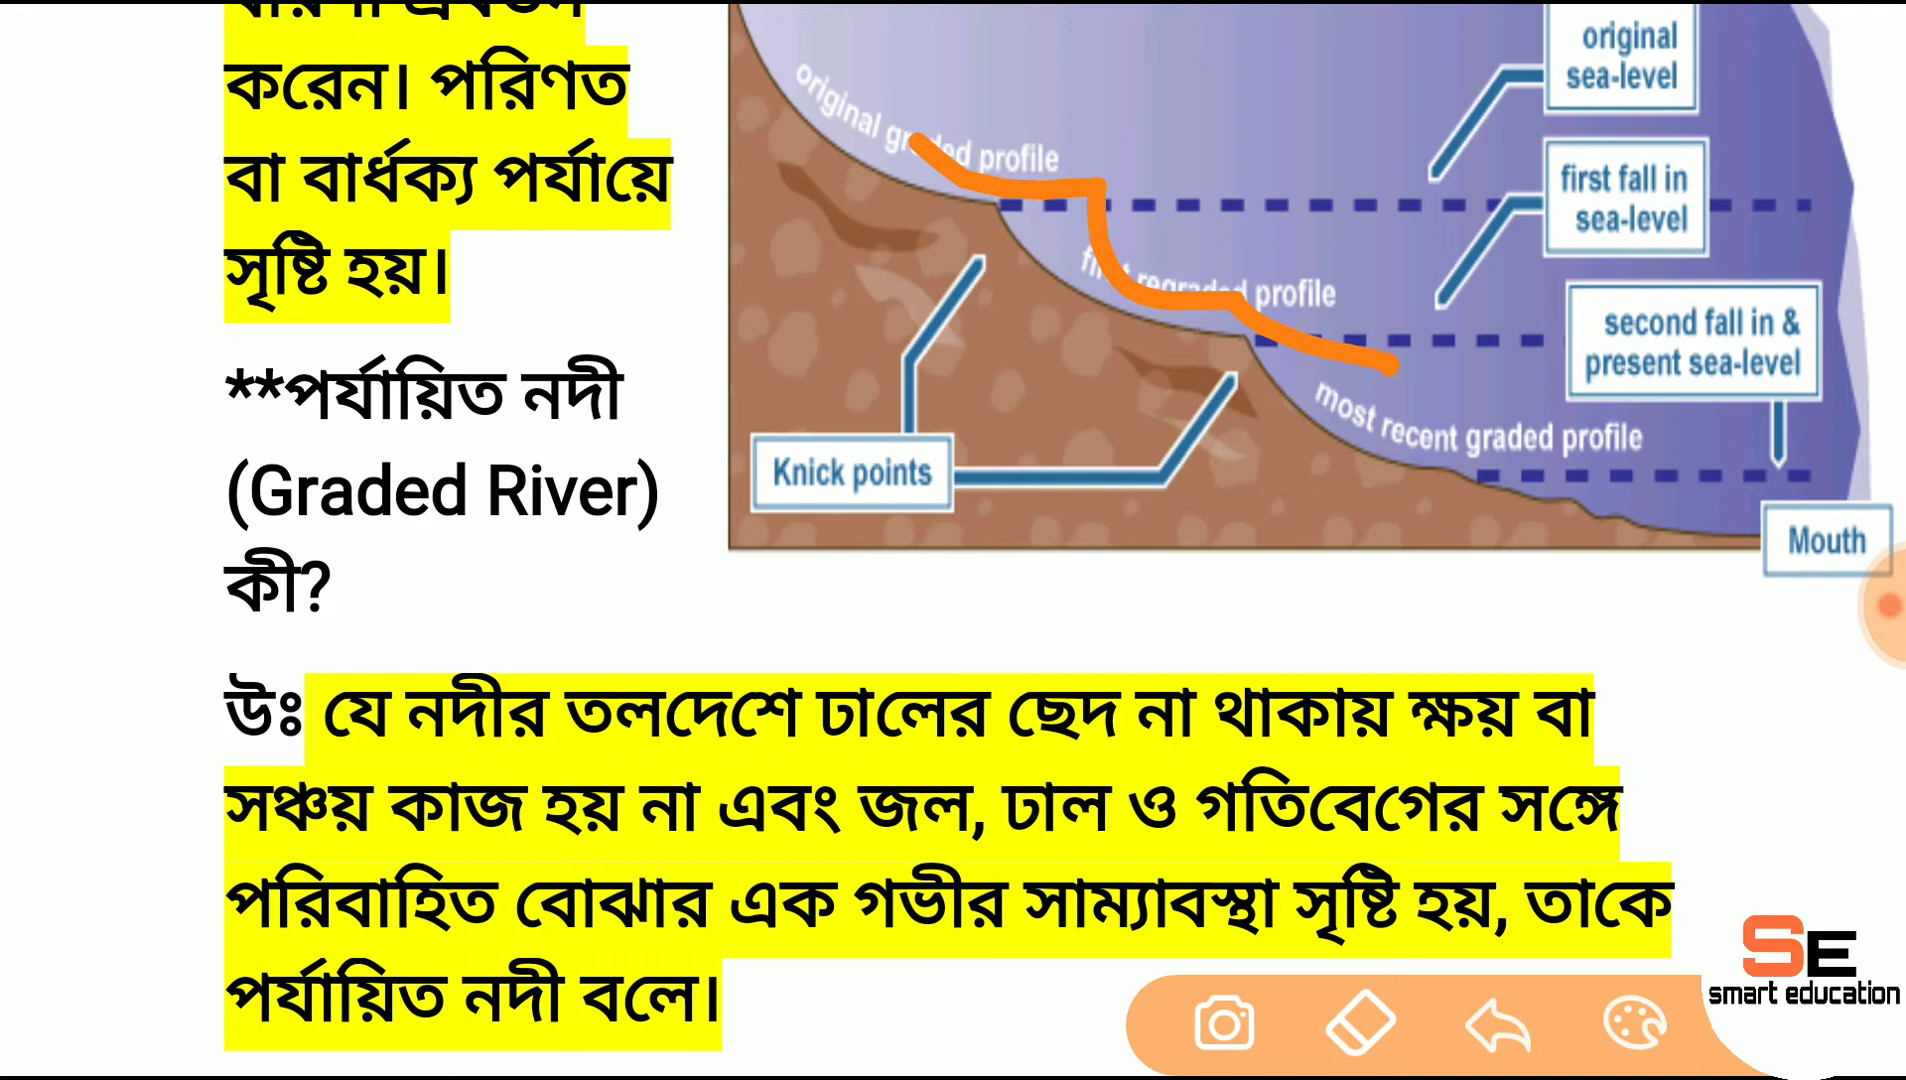 করেন। পরিণত
বা বার্ধক্য পর্যায়ে
সৃষ্টি হয়।
**পর্যায়িত নদী
(Graded River)
কী?
উঃ যে নদীর তলদেশে ঢালের ছেদ না থাকায় ক্ষয় বা
সঞ্চয় কাজ হয় না এবং জল, ঢাল ও গতিবেগের সঙ্গে
পরিবাহিত বোঝার এক গভীর সাম্যাবস্থা সৃষ্টি হয়, তাকে
পর্যায়িত নদী বলে।
original
sea-level
original graded profile
first fall in
sea-level
first regraded profile
second fall in &
present sea-level
most recent graded profile
Knick points
Mouth
SE
smart education